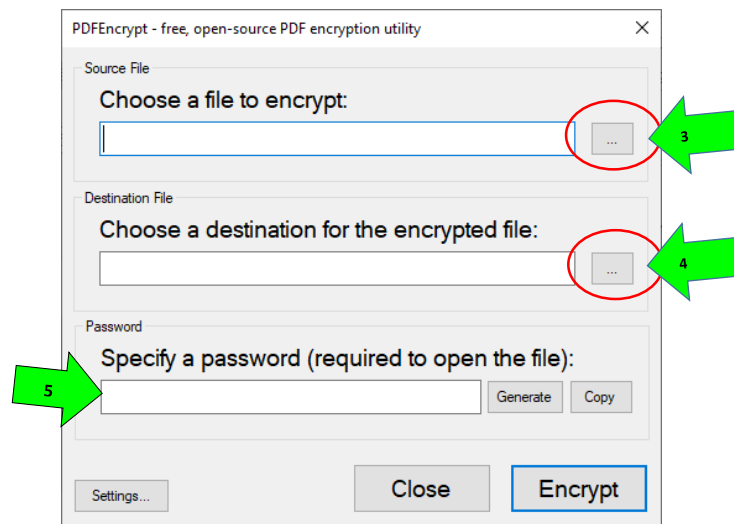 PDFEncrypt - free, open-source PDF encryption utility
Source File
Choose a file to encrypt:
...
3
Destination File
Choose a destination for the encrypted file:
...
4
Password
Specify a password (required to open the file):
5
Generate Copy
Settings... Close Encrypt